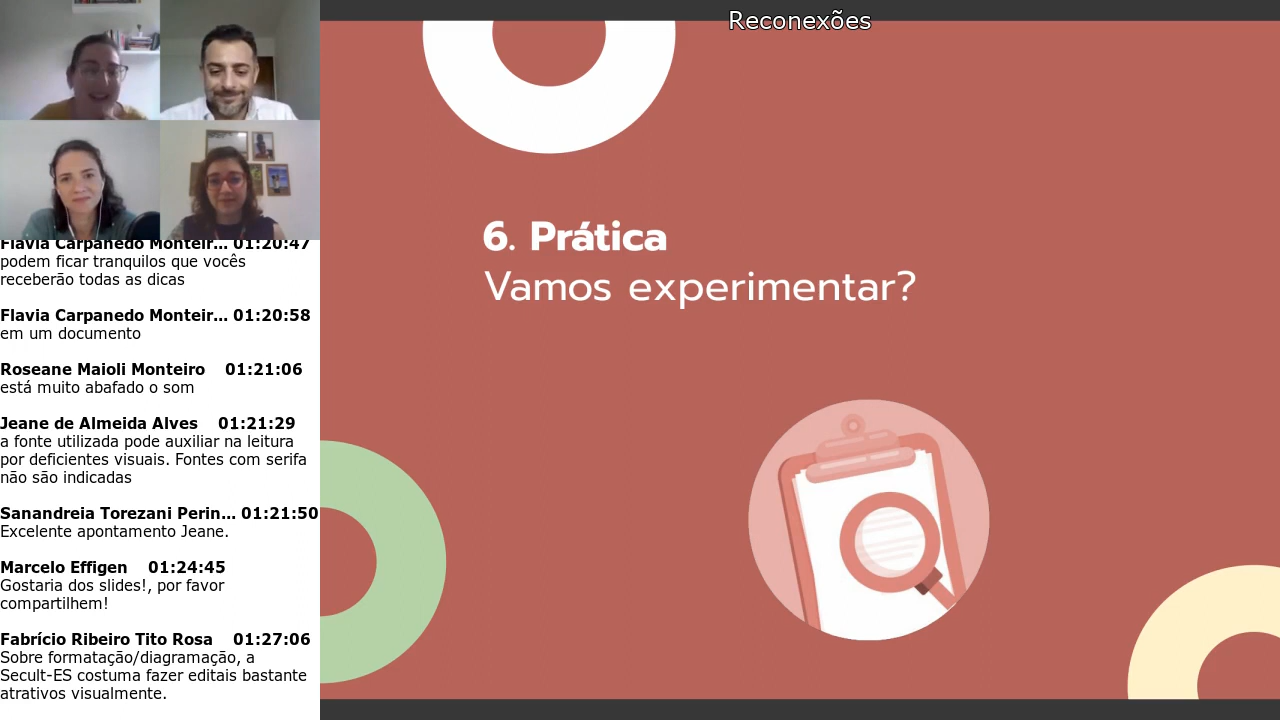 Reconexões
6. Prática
Vamos experimentar?
Flavia Carpanedo Monteir... 01:20:47
podem ficar tranquilos que vocês
receberão todas as dicas
Flavia Carpanedo Monteir... 01:20:58
em um documento
Roseane Maioli Monteiro 01:21:06
está muito abafado o som
Jeane de Almeida Alves 01:21:29
a fonte utilizada pode auxiliar na leitura
por deficientes visuais. Fontes com serifa
não são indicadas
Sanandreia Torezani Perin... 01:21:50
Excelente apontamento Jeane.
Marcelo Effigen 01:24:45
Gostaria dos slides!, por favor
compartilhem!
Fabrício Ribeiro Tito Rosa 01:27:06
Sobre formatação/diagramação, a
Secult-ES costuma fazer editais bastante
atrativos visualmente.